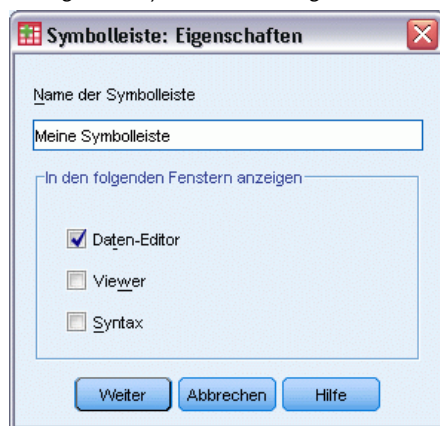 Symbolleiste: Eigenschaften
Name der Symbolleiste
Meine Symbolleiste
In den folgenden Fenstern anzeigen
Daten-Editor
Viewer
Syntax
Weiter Abbrechen Hilfe